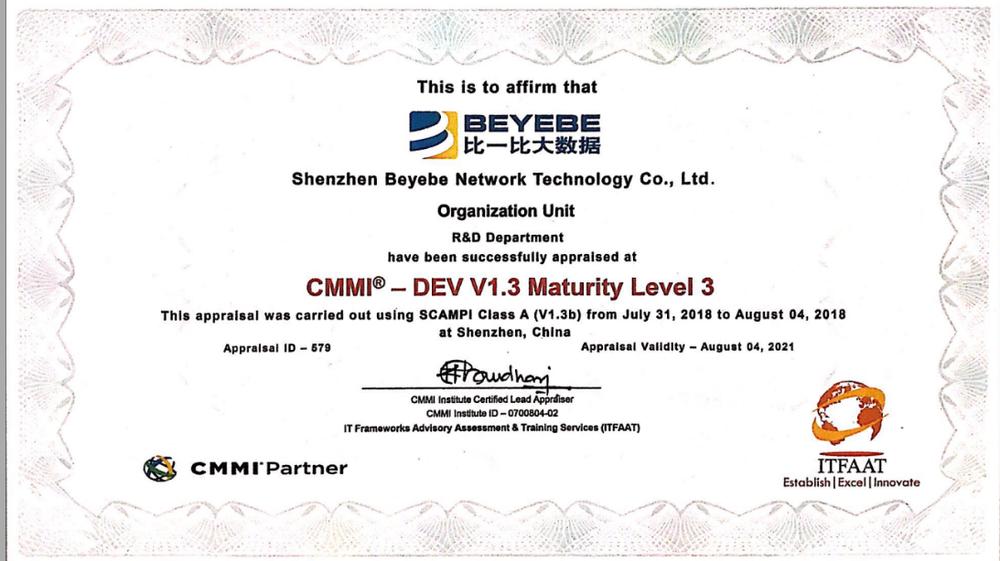 This is to affirm that
BEYEBE
比一比大数据
Shenzhen Beyebe Network Technology Co., Ltd.
Organization Unit
R&D Department
have been successfully appraised at
CMMI® – DEV V1.3 Maturity Level 3
This appraisal was carried out using SCAMPI Class A (V1.3b) from July 31, 2018 to August 04, 2018
at Shenzhen, China
Appraisal ID – 579
Appraisal Validity – August 04, 2021
CMMI Institute Certified Lead Appraiser
CMMI Institute ID – 0700804-02
IT Frameworks Advisory Assessment & Training Services (ITFAAT)
CMMI Partner
ITFAAT
Establish | Excel | Innovate